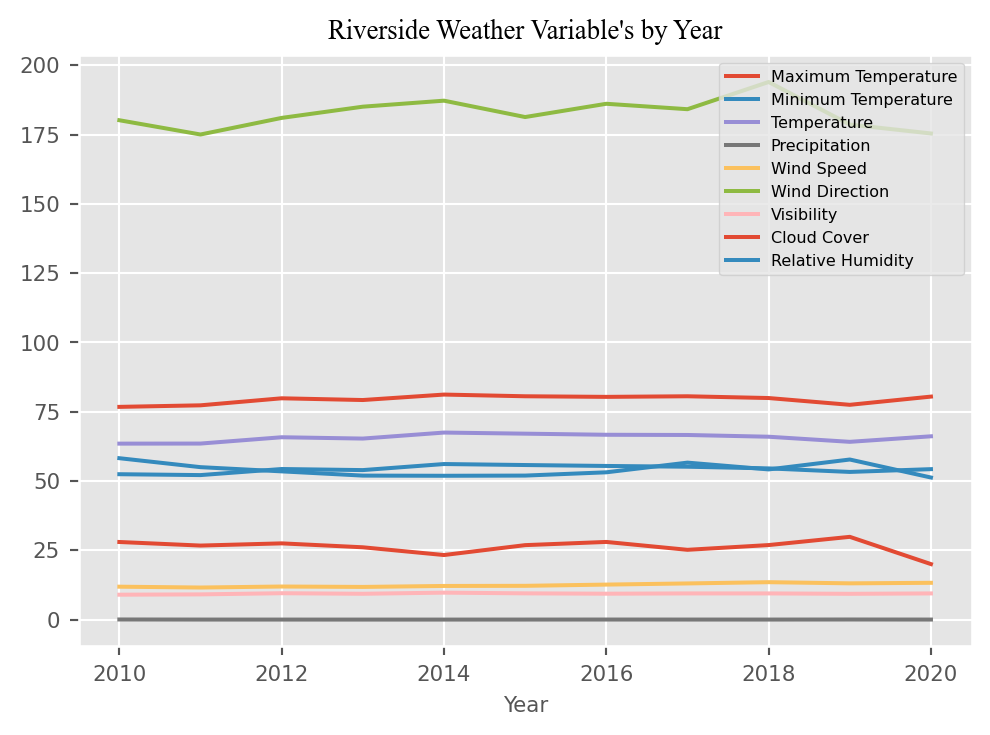 Riverside Weather Variable's by Year
200
175
150
125
100
75
50
25
0
Maximum Temperature
Minimum Temperature
Temperature
Precipitation
Wind Speed
Wind Direction
Visibility
Cloud Cover
Relative Humidity
2010 2012 2014 2016 2018 2020
Year